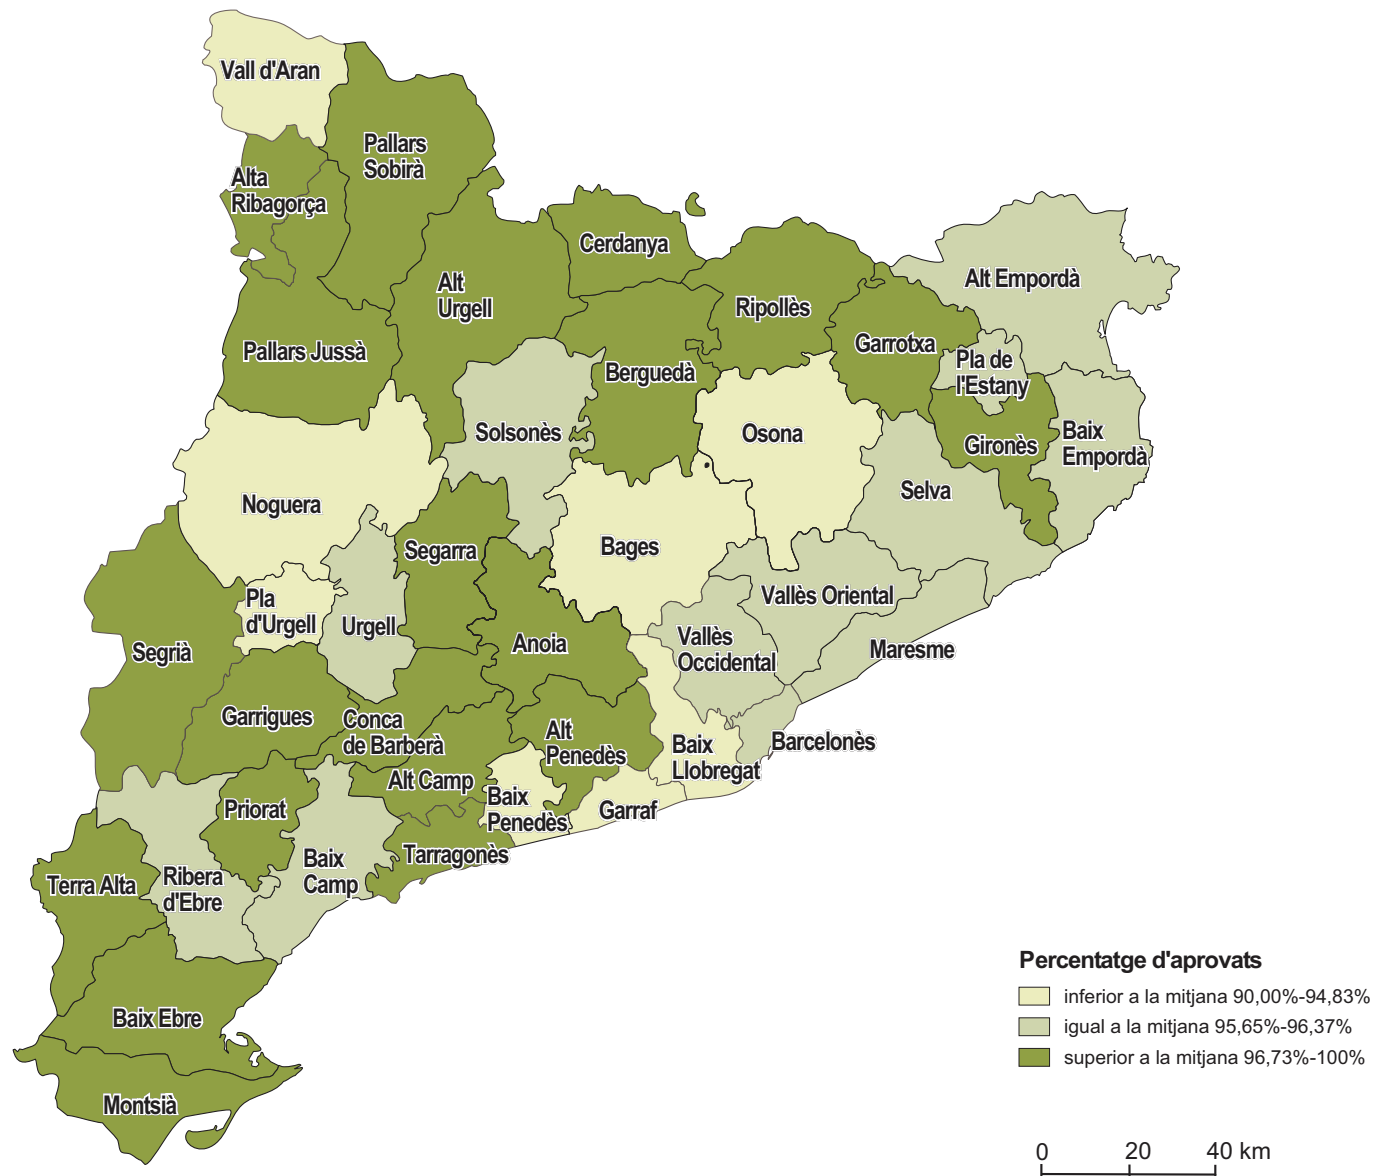 Vall d'Aran
Pallars
Sobirà
Alta
Ribagorça
Cerdanya
Alt
Urgell
Alt Empordà
Ripollès
Garrotxa
Pallars Jussà
Pla de
l'Estany
Berguedà
Solsonès
Osona
Gironès
Baix
Empordà
Selva
Noguera
Bages
Segarra
Vallès Oriental
Pla
d'Urgell
Urgell
Anoia
Vallès
Occidental
Maresme
Segrià
Garrigues
Conca
de Barberà
Alt
Penedès
Baix
Llobregat
Barcelonès
Alt Camp
Baix
Penedès
Garraf
Priorat
Tarragonès
Baix
Camp
Ribera
d'Ebre
Terra Alta
Baix Ebre
Montsià
Percentatge d'aprovats
inferior a la mitjana 90,00%-94,83%
igual a la mitjana 95,65%-96,37%
superior a la mitjana 96,73%-100%
0 20 40 km